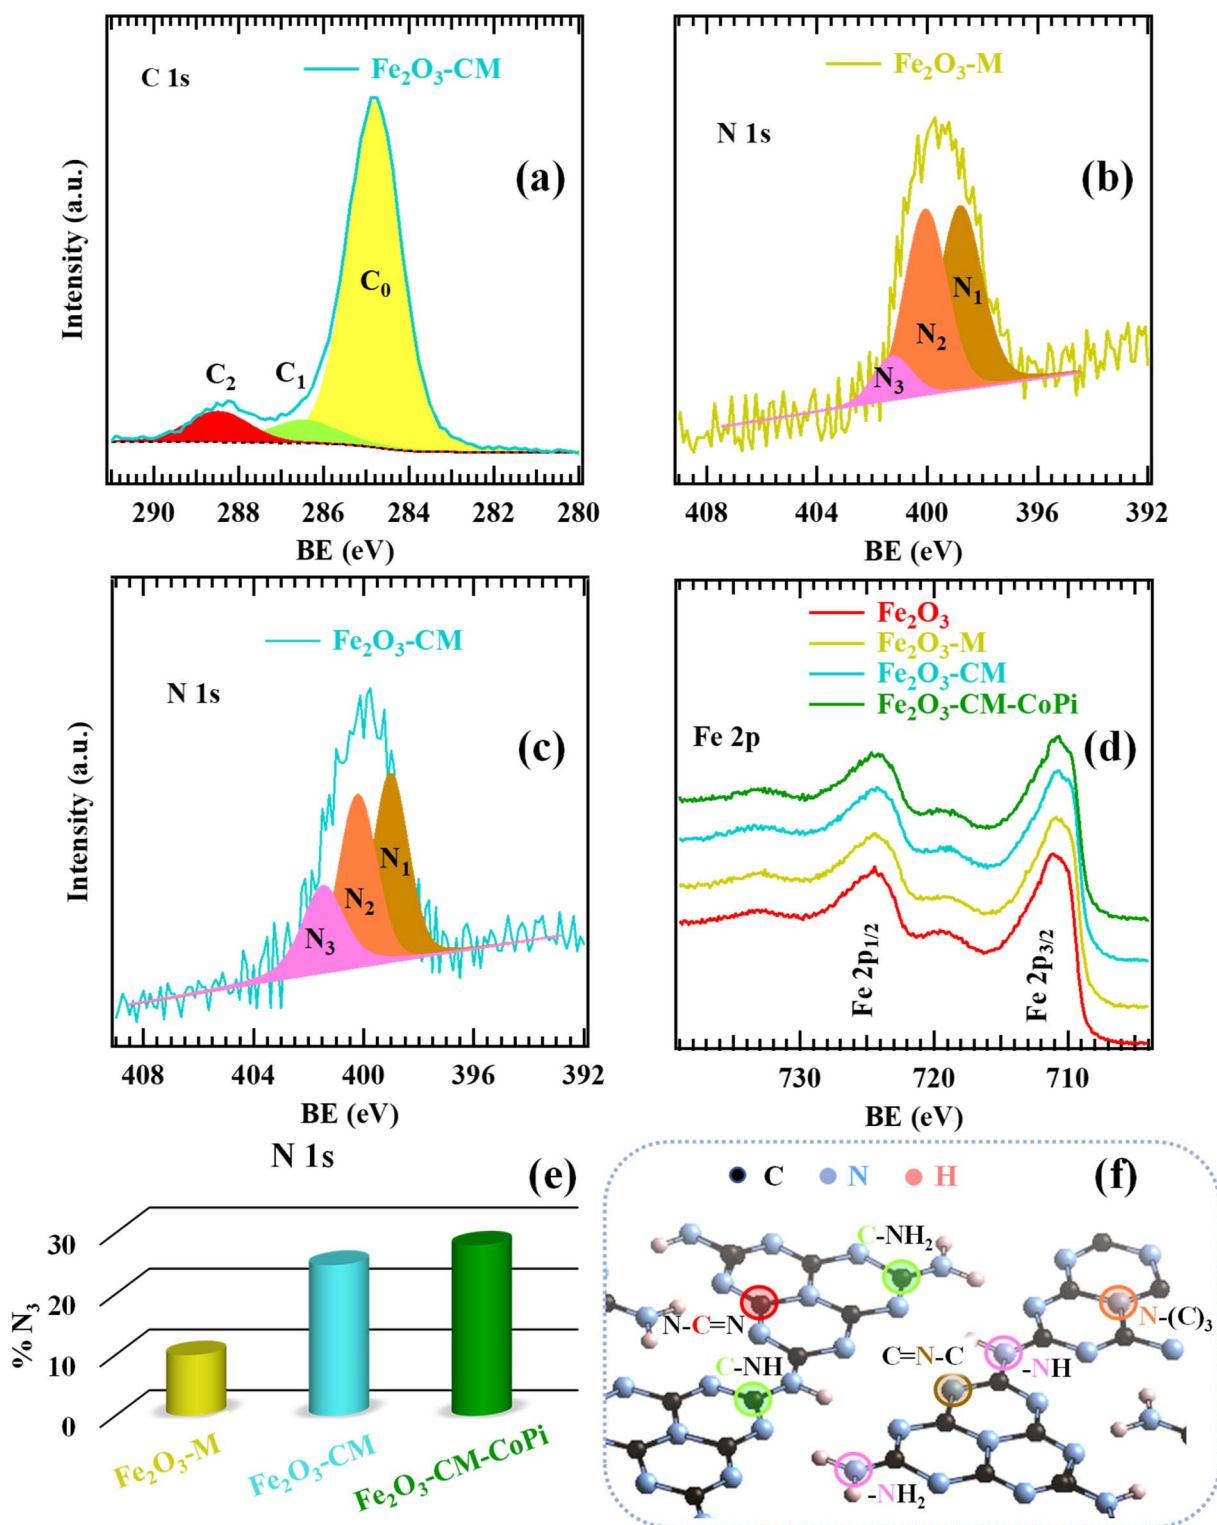 C 1s
Fe₂O₃-CM
(a)
C₀
C₁
C₂
Intensity (a.u.)
290 288 286 284 282 280
BE (eV)
Fe₂O₃-M
N 1s
(b)
N₁
N₂
N₃
408 404 400 396 392
BE (eV)
Fe₂O₃-CM
N 1s
(c)
N₁
N₂
N₃
Intensity (a.u.)
408 404 400 396 392
BE (eV)
Fe₂O₃
Fe₂O₃-M
Fe₂O₃-CM
Fe₂O₃-CM-CoPi
Fe 2p
(d)
Fe 2p₁/₂
Fe 2p₃/₂
730 720 710
BE (eV)
N 1s
(e)
% N₃
30
20
10
0
Fe₂O₃-M
Fe₂O₃-CM
Fe₂O₃-CM-CoPi
C N H
(f)
C-NH₂
N-C=N
N-(C)₃
C=N-C
-NH
C-NH
-NH₂